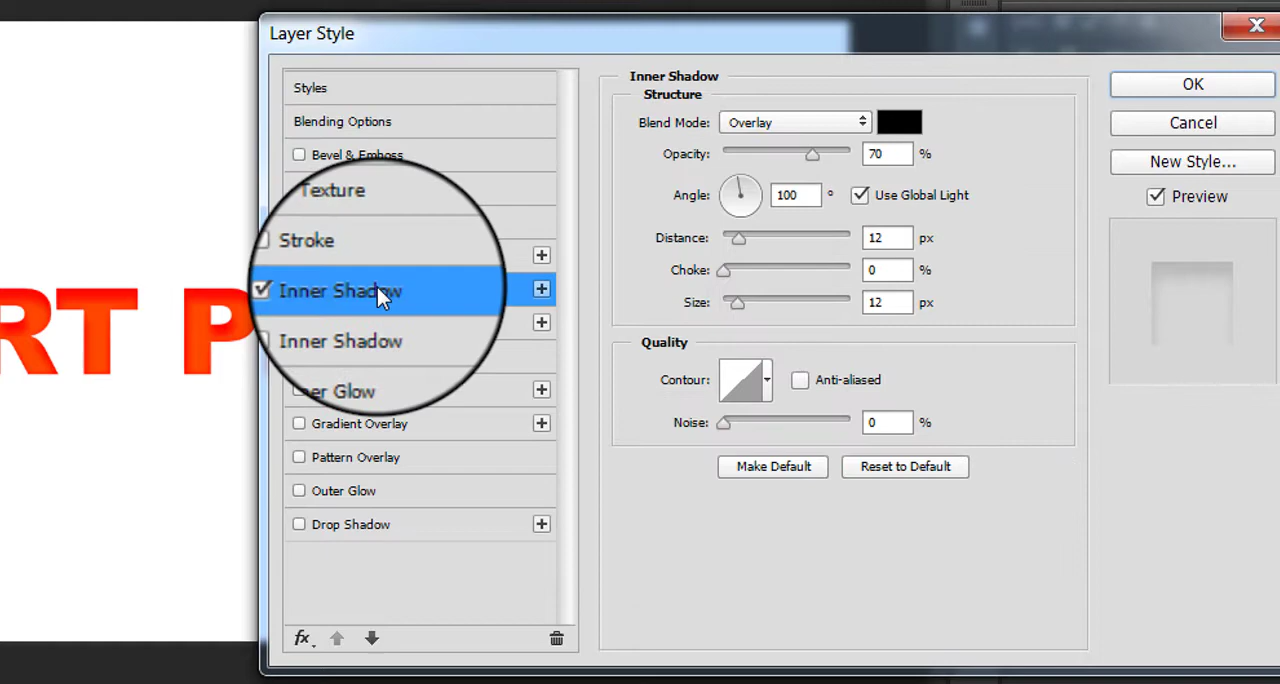 Layer Style
RT P
Styles
Blending Options
Bevel & Emboss
Texture
Stroke
Inner Shadow
Inner Shadow
Glow
Gradient Overlay
Pattern Overlay
Outer Glow
Drop Shadow
fx
Inner Shadow
Structure
Blend Mode: Overlay
Opacity: 70 %
Angle: 100 ° Use Global Light
Distance: 12 px
Choke: 0 %
Size: 12 px
Quality
Contour: Anti-aliased
Noise: 0 %
Make Default Reset to Default
OK
Cancel
New Style...
Preview